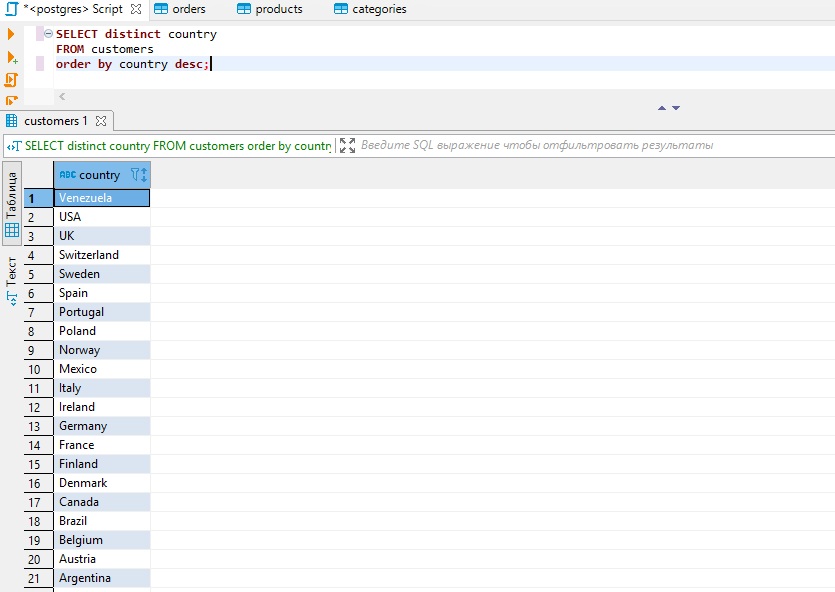 *<postgres> Script
orders
products
categories
SELECT distinct country
FROM customers
order by country desc;
customers 1
SELECT distinct country FROM customers order by country
Введите SQL выражение чтобы отфильтровать результаты
Таблица
Текст
ABC country
1 Venezuela
2 USA
3 UK
4 Switzerland
5 Sweden
6 Spain
7 Portugal
8 Poland
9 Norway
10 Mexico
11 Italy
12 Ireland
13 Germany
14 France
15 Finland
16 Denmark
17 Canada
18 Brazil
19 Belgium
20 Austria
21 Argentina